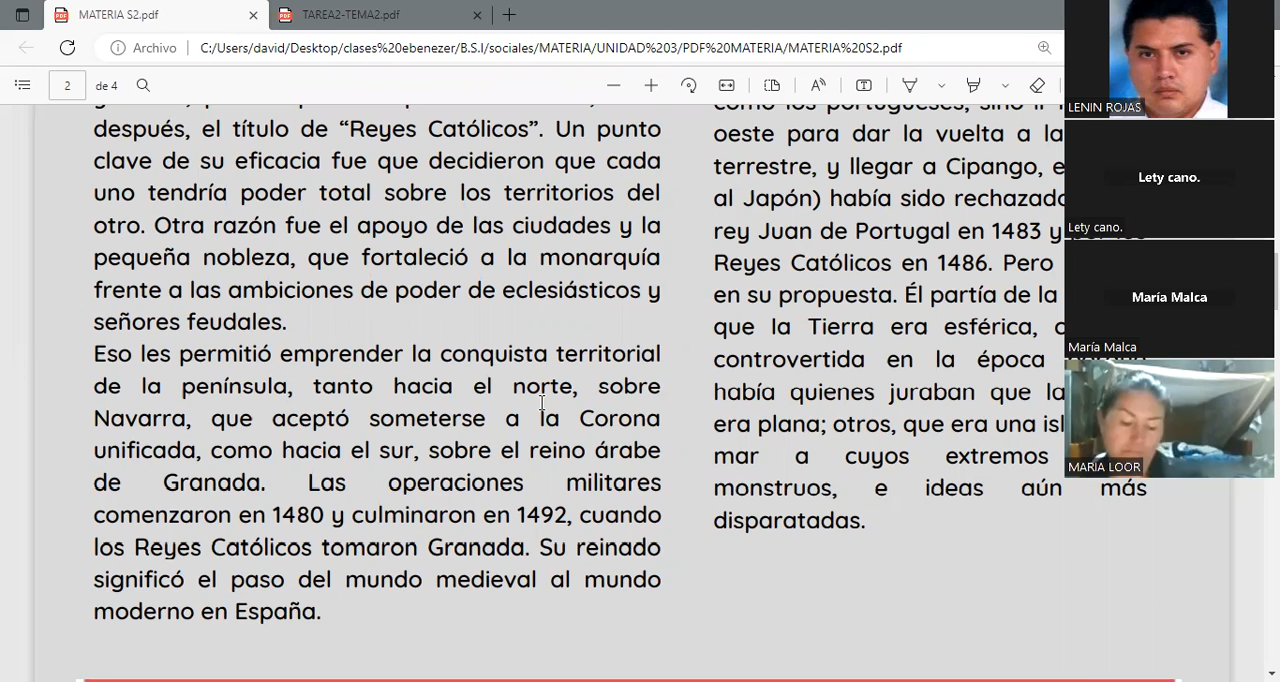 MATERIA S2.pdf
TAREA2-TEMA2.pdf
Archivo
C:/Users/david/Desktop/clases%20ebenezer/B.S.I/sociales/MATERIA/UNIDAD%203/PDF%20MATERIA/MATERIA%20S2.pdf
2 de 4
después, el título de “Reyes Católicos”. Un punto
clave de su eficacia fue que decidieron que cada
uno tendría poder total sobre los territorios del
otro. Otra razón fue el apoyo de las ciudades y la
pequeña nobleza, que fortaleció a la monarquía
frente a las ambiciones de poder de eclesiásticos y
señores feudales.
Eso les permitió emprender la conquista territorial
de la península, tanto hacia el norte, sobre
Navarra, que aceptó someterse a la Corona
unificada, como hacia el sur, sobre el reino árabe
de Granada. Las operaciones militares
comenzaron en 1480 y culminaron en 1492, cuando
los Reyes Católicos tomaron Granada. Su reinado
significó el paso del mundo medieval al mundo
moderno en España.
como los portugueses, sino ir
oeste para dar la vuelta a la
terrestre, y llegar a Cipango, e
al Japón) había sido rechazado
rey Juan de Portugal en 1483 y
Reyes Católicos en 1486. Pero
en su propuesta. Él partía de la
que la Tierra era esférica,
controvertida en la época
había quienes juraban que la
era plana; otros, que era una isl
mar a cuyos extremos
monstruos, e ideas aún más
disparatadas.
LENIN ROJAS
Lety cano.
Lety cano.
María Malca
María Malca
MARIA LOOR